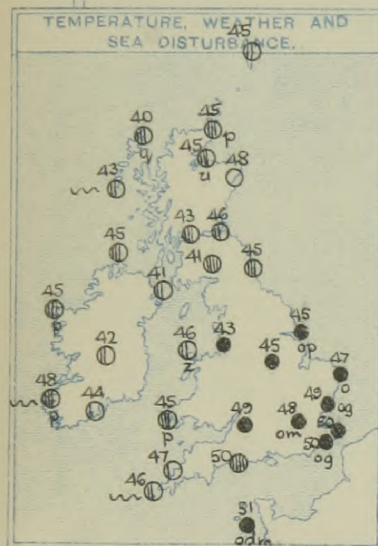 TEMPERATURE, WEATHER AND
SEA DISTURBANCE.
45
40 45
q p
45 48
u
43
43 46
45 41 45
41
45 45
p op
42 46 43 45
z
47
o
48 44 45 49 48 49
p p om og
50
50
og
47 50
46
51
odm